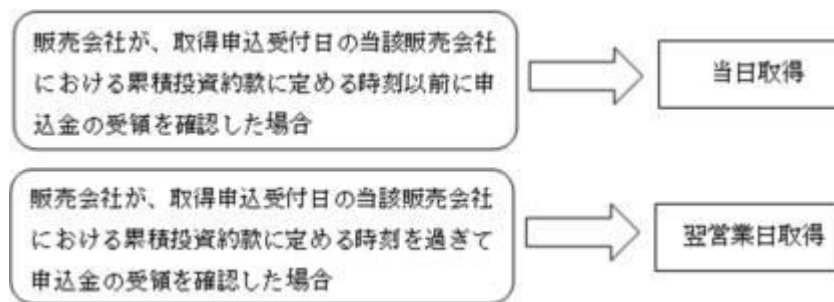 販売会社が、取得申込受付日の当該販売会社
における累積投資約款に定める時刻以前に申
込金の受領を確認した場合
当日取得
販売会社が、取得申込受付日の当該販売会社
における累積投資約款に定める時刻を過ぎて
申込金の受領を確認した場合
翌営業日取得